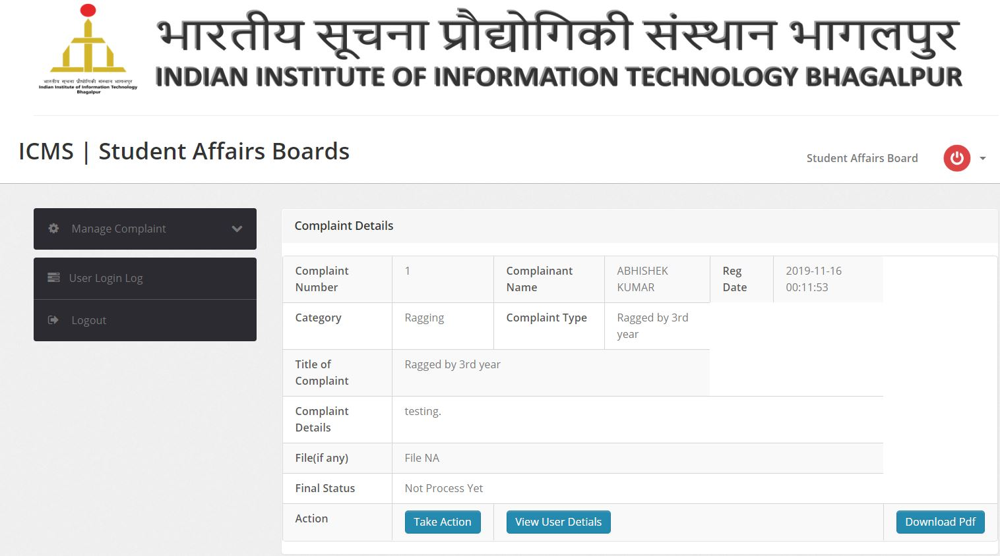 भारतीय सूचना प्रौद्योगिकी संस्थान भागलपुर
INDIAN INSTITUTE OF INFORMATION TECHNOLOGY BHAGALPUR
भारतीय सूचना प्रौद्योगिकी संस्थान भागलपुर
Indian Institute of Information Technology
Bhagalpur
ICMS | Student Affairs Boards
Student Affairs Board
Manage Complaint
User Login Log
Logout
Complaint Details
Complaint Number 1 Complainant Name ABHISHEK KUMAR Reg Date 2019-11-16 00:11:53
Category Ragging Complaint Type Ragged by 3rd year
Title of Complaint Ragged by 3rd year
Complaint Details testing.
File(if any) File NA
Final Status Not Process Yet
Action Take Action View User Detials Download Pdf